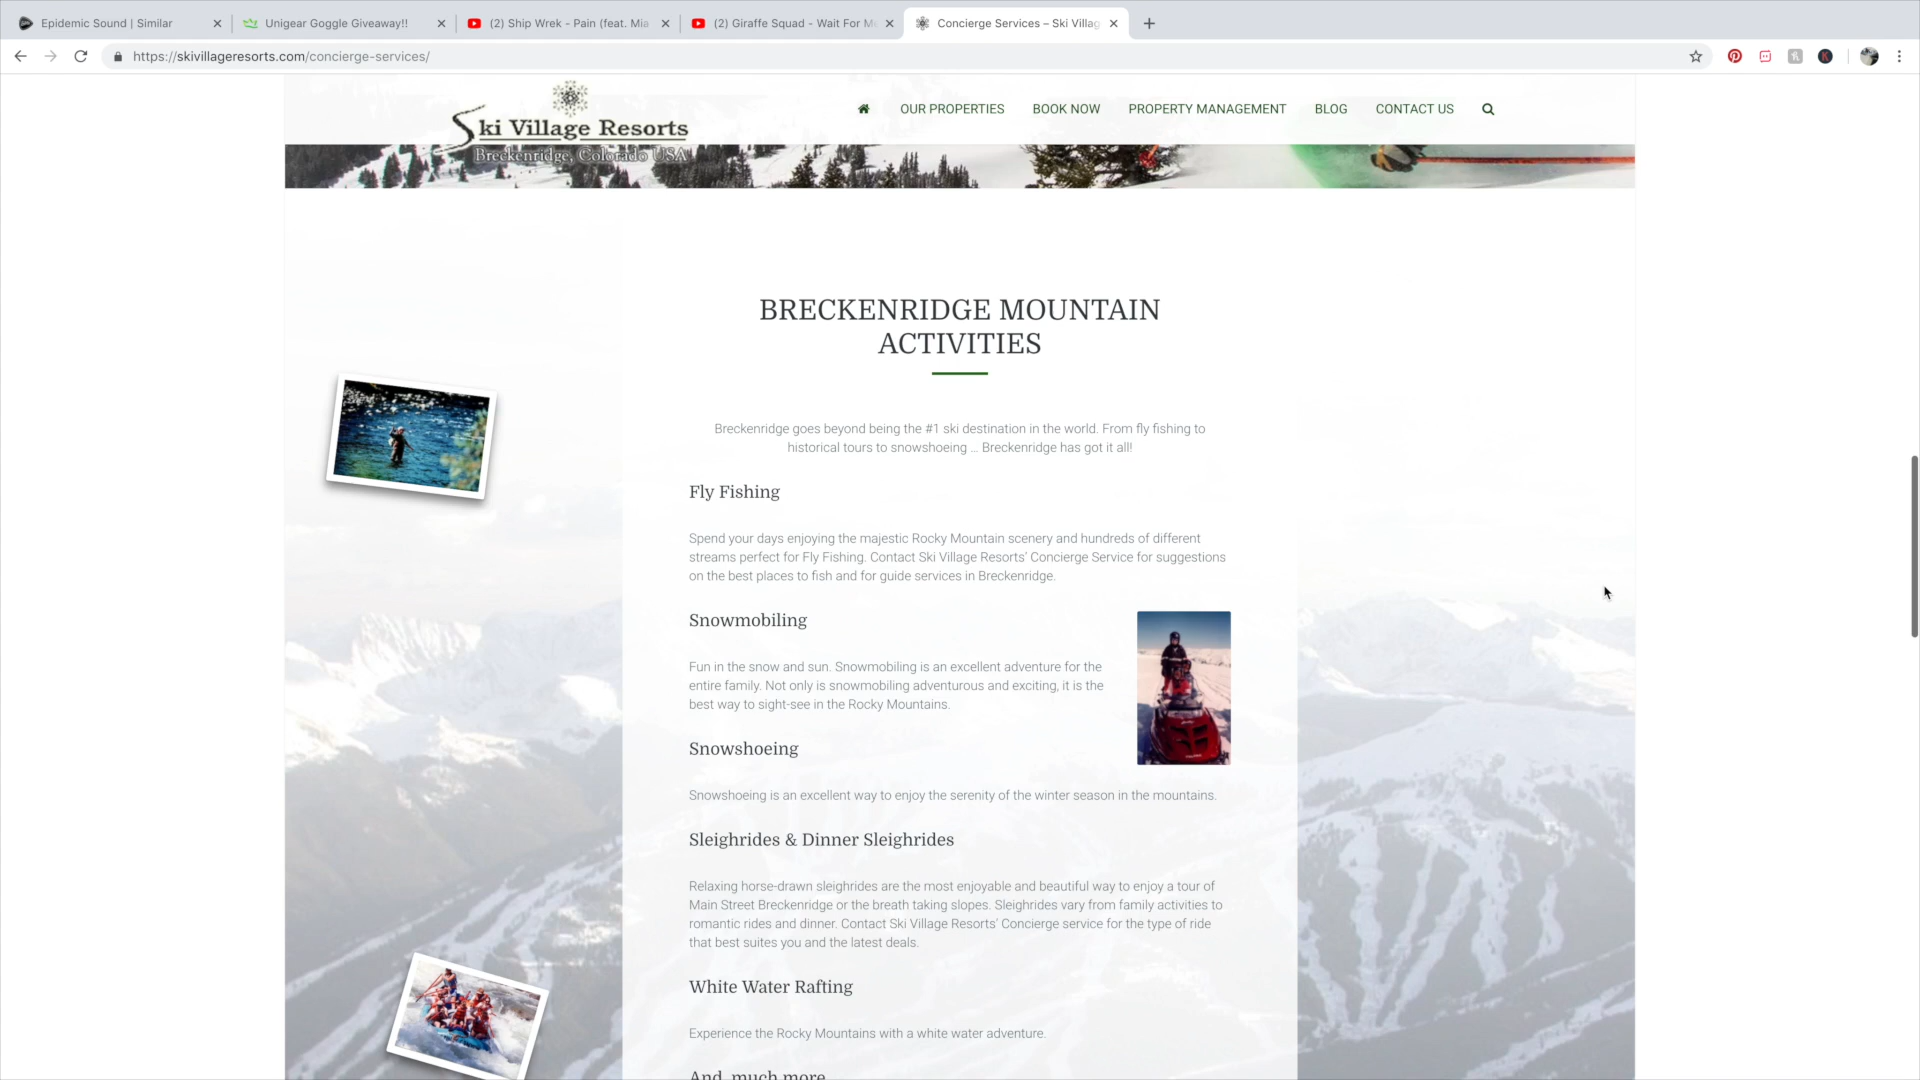 Epidemic Sound | Similar
Unigear Goggle Giveaway!!
(2) Ship Wrek - Pain (feat. Mia
(2) Giraffe Squad - Wait For M
Concierge Services – Ski Villag
https://skivillageresorts.com/concierge-services/
Ski Village Resorts
Breckenridge, Colorado USA
OUR PROPERTIES
BOOK NOW
PROPERTY MANAGEMENT
BLOG
CONTACT US
BRECKENRIDGE MOUNTAIN
ACTIVITIES
Breckenridge goes beyond being the #1 ski destination in the world. From fly fishing to
historical tours to snowshoeing … Breckenridge has got it all!
Fly Fishing
Spend your days enjoying the majestic Rocky Mountain scenery and hundreds of different
streams perfect for Fly Fishing. Contact Ski Village Resorts’ Concierge Service for suggestions
on the best places to fish and for guide services in Breckenridge.
Snowmobiling
Fun in the snow and sun. Snowmobiling is an excellent adventure for the
entire family. Not only is snowmobiling adventurous and exciting, it is the
best way to sight-see in the Rocky Mountains.
Snowshoeing
Snowshoeing is an excellent way to enjoy the serenity of the winter season in the mountains.
Sleighrides & Dinner Sleighrides
Relaxing horse-drawn sleighrides are the most enjoyable and beautiful way to enjoy a tour of
Main Street Breckenridge or the breath taking slopes. Sleighrides vary from family activities to
romantic rides and dinner. Contact Ski Village Resorts’ Concierge service for the type of ride
that best suites you and the latest deals.
White Water Rafting
Experience the Rocky Mountains with a white water adventure.
And, much more